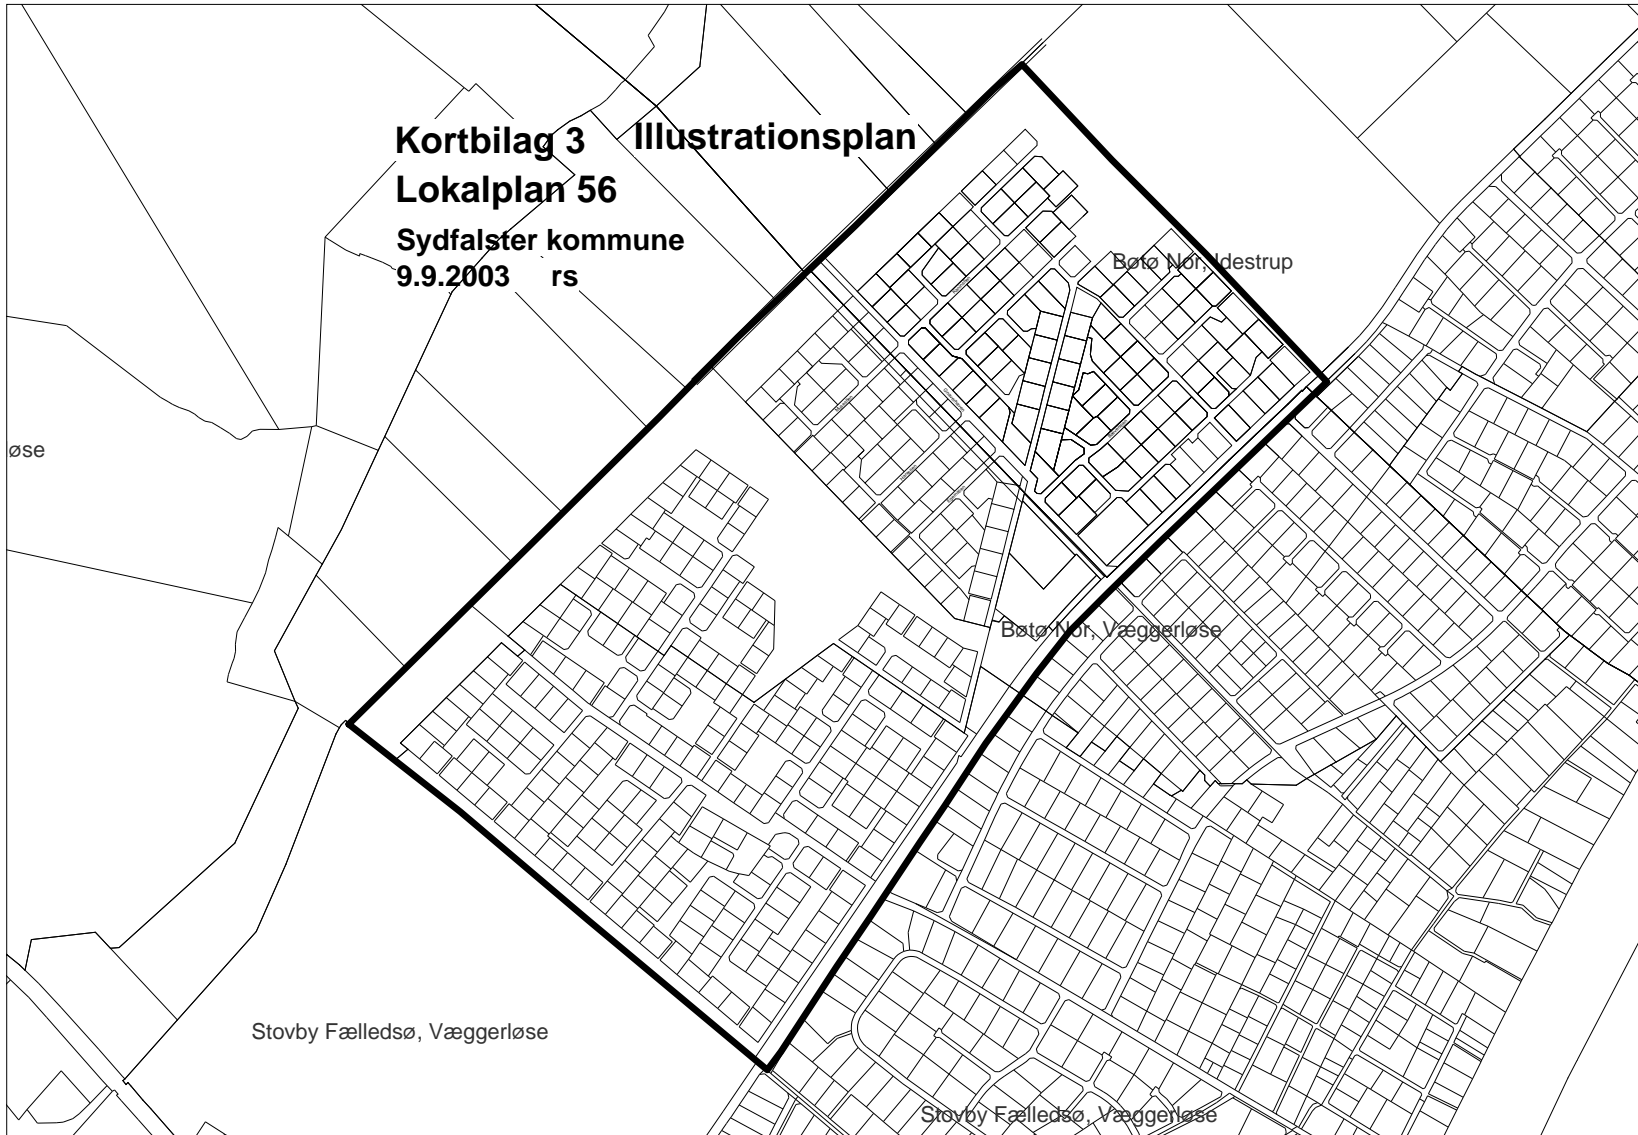 Kortbilag 3 Illustrationsplan
Lokalplan 56
Sydfalster kommune
9.9.2003 rs
Bøtø Nor, Idestrup
øse
Bøtø Nor, Væggerløse
Stovby Fælledsø, Væggerløse
Stovby Fælledsø, Væggerløse